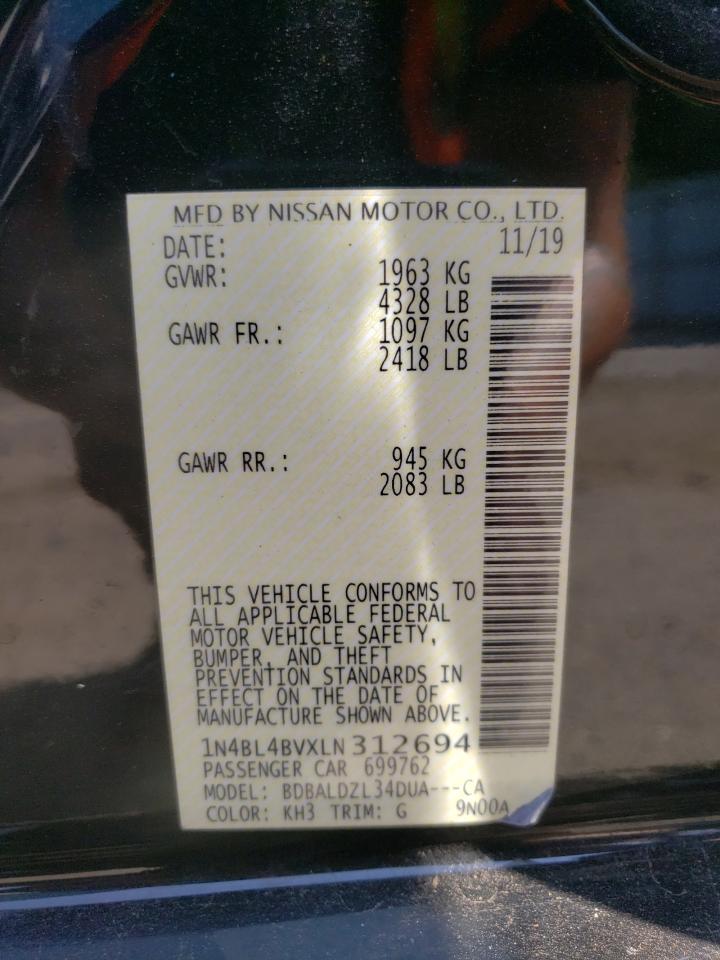 MFD BY NISSAN MOTOR CO., LTD.
DATE: 11/19
GVWR: 1963 KG
4328 LB
GAWR FR.: 1097 KG
2418 LB
GAWR RR.: 945 KG
2083 LB
THIS VEHICLE CONFORMS TO
ALL APPLICABLE FEDERAL
MOTOR VEHICLE SAFETY,
BUMPER, AND THEFT
PREVENTION STANDARDS IN
EFFECT ON THE DATE OF
MANUFACTURE SHOWN ABOVE.
1N4BL4BVXLN312694
PASSENGER CAR 699762
MODEL: BDBALDZL34DUA---CA
COLOR: KH3 TRIM: G 9N00A